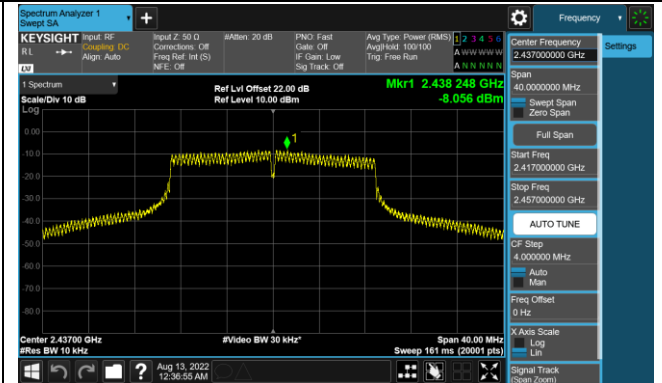 Spectrum Analyzer 1
Swept SA
Frequency
KEYSIGHT
RL
Input: RF
Coupling: DC
Align: Auto
Input Z: 50 Ω
Corrections: Off
Freq Ref: Int (S)
NFE: Off
#Atten: 20 dB
PNO: Fast
Gate: Off
IF Gain: Low
Sig Track: Off
Avg Type: Power (RMS)
Avg|Hold: 100/100
Trig: Free Run
1 2 3 4 5 6
A W W W W W
A N N N N N
LNI
1 Spectrum
Scale/Div 10 dB
Log
Ref Lvl Offset 22.00 dB
Ref Level 10.00 dBm
Mkr1 2.438 248 GHz
-8.056 dBm
1
0.00
-10.0
-20.0
-30.0
-40.0
-50.0
-60.0
-70.0
-80.0
Center 2.43700 GHz
#Res BW 10 kHz
#Video BW 30 kHz*
Span 40.00 MHz
Sweep 161 ms (20001 pts)
Aug 13, 2022
12:36:55 AM
Center Frequency
2.437000000 GHz
Settings
Span
40.0000000 MHz
Swept Span
Zero Span
Full Span
Start Freq
2.417000000 GHz
Stop Freq
2.457000000 GHz
AUTO TUNE
CF Step
4.000000 MHz
Auto
Man
Freq Offset
0 Hz
X Axis Scale
Log
Lin
Signal Track
(Span Zoom)